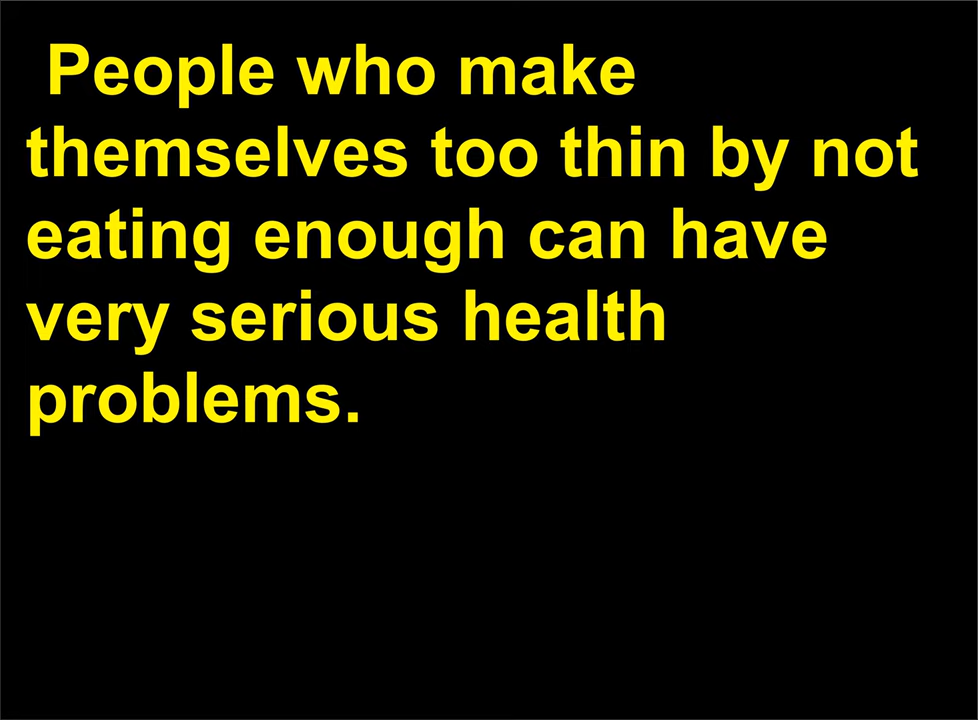 People who make
themselves too thin by not
eating enough can have
very serious health
problems.